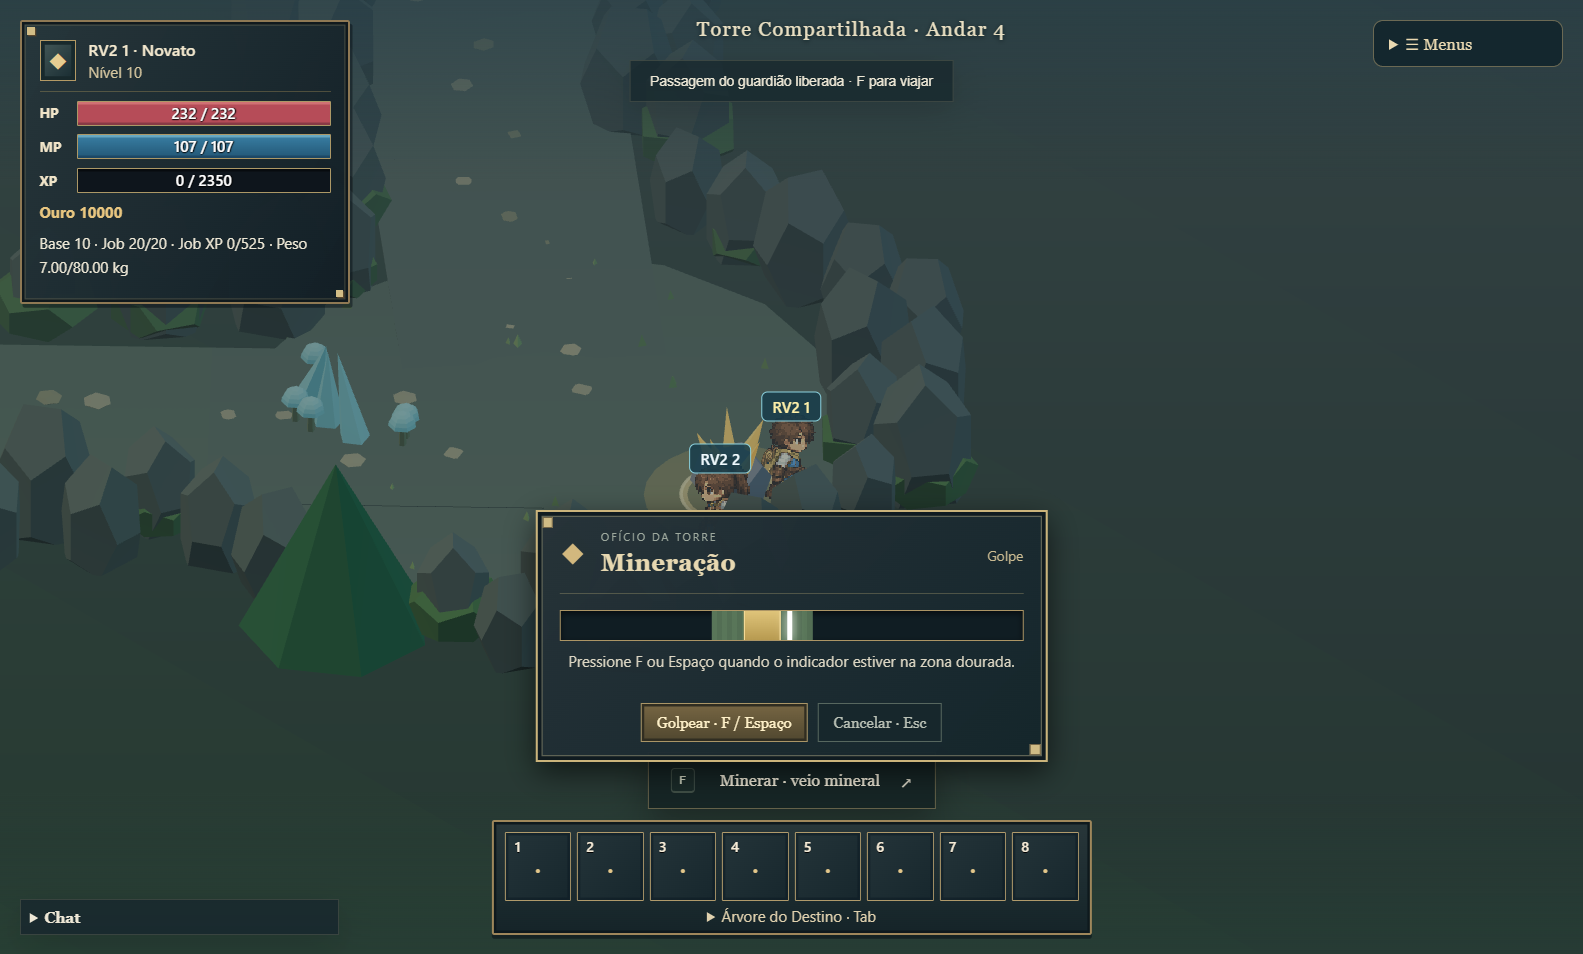 RV2 1 · Novato
Nível 10
HP 232 / 232
MP 107 / 107
XP 0 / 2350
Ouro 10000
Base 10 · Job 20/20 · Job XP 0/525 · Peso
7.00/80.00 kg
Torre Compartilhada · Andar 4
Passagem do guardião liberada · F para viajar
▶ ☰ Menus
RV2 1
RV2 2
OFÍCIO DA TORRE
Mineração
Golpe
Pressione F ou Espaço quando o indicador estiver na zona dourada.
Golpear · F / Espaço
Cancelar · Esc
F Minerar · veio mineral ↗
1 2 3 4 5 6 7 8
▶ Árvore do Destino · Tab
▶ Chat